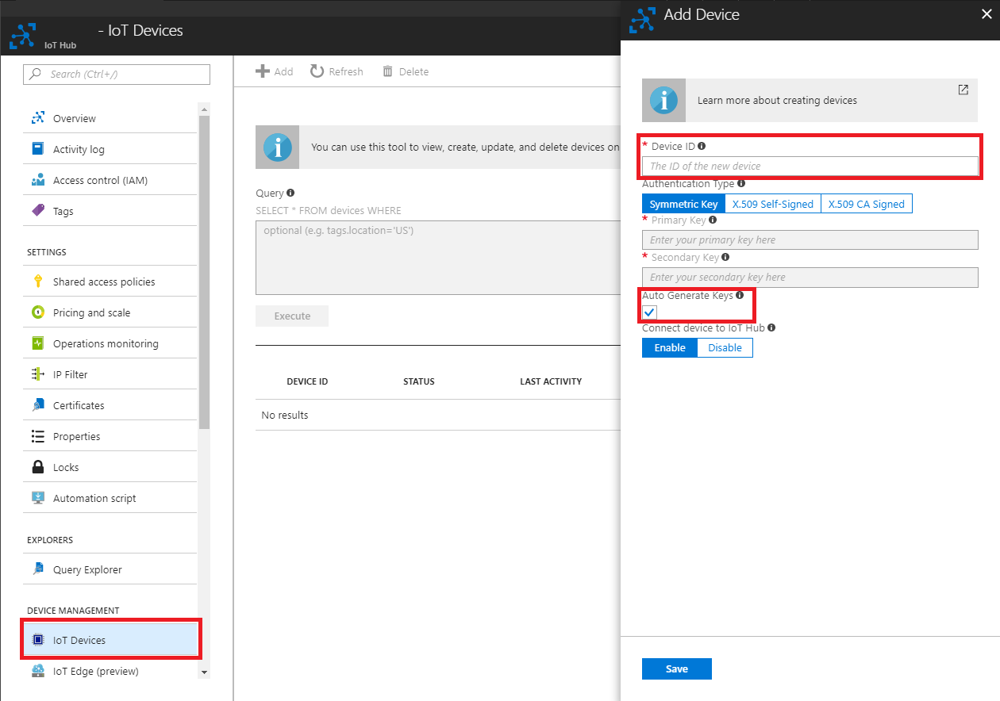 - IoT Devices
IoT Hub
Search (Ctrl+/)
Overview
Activity log
Access control (IAM)
Tags
SETTINGS
Shared access policies
Pricing and scale
Operations monitoring
IP Filter
Certificates
Properties
Locks
Automation script
EXPLORERS
Query Explorer
DEVICE MANAGEMENT
IoT Devices
IoT Edge (preview)
Add Refresh Delete
You can use this tool to view, create, update, and delete devices on
Query
SELECT * FROM devices WHERE
optional (e.g. tags.location='US')
Execute
DEVICE ID STATUS LAST ACTIVITY
No results
Add Device
Learn more about creating devices
* Device ID
The ID of the new device
Authentication Type
Symmetric Key X.509 Self-Signed X.509 CA Signed
* Primary Key
Enter your primary key here
* Secondary Key
Enter your secondary key here
Auto Generate Keys
Connect device to IoT Hub
Enable Disable
Save